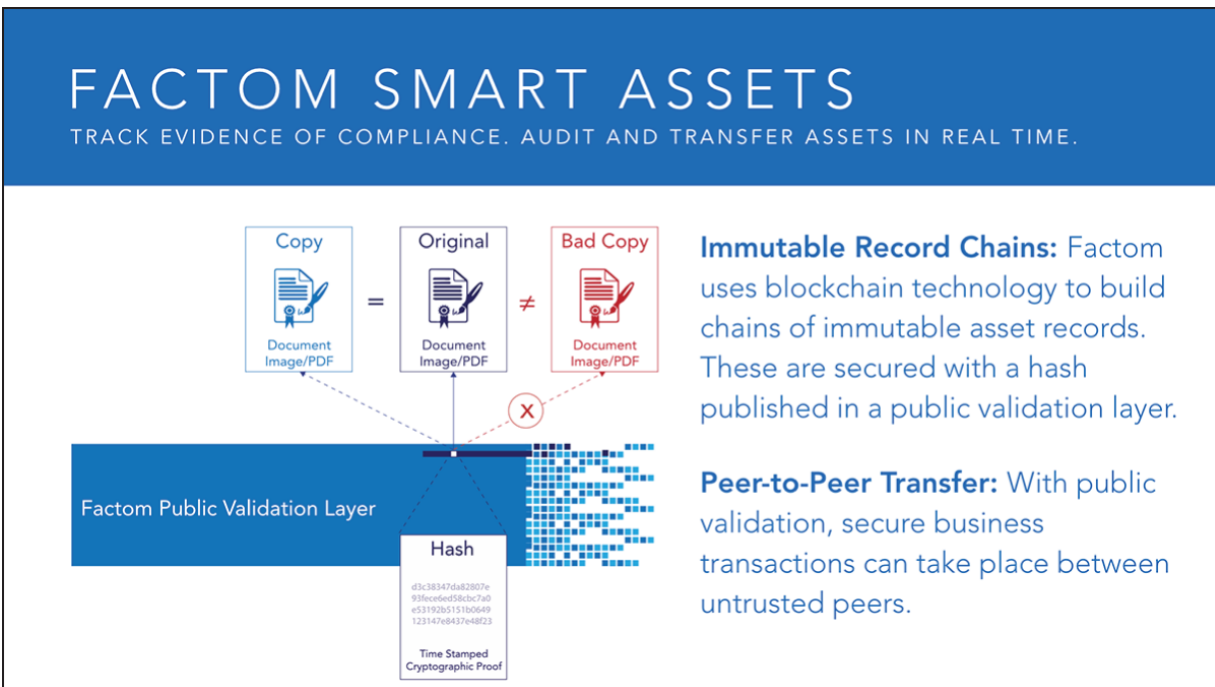 FACTOM SMART ASSETS
TRACK EVIDENCE OF COMPLIANCE. AUDIT AND TRANSFER ASSETS IN REAL TIME.
Copy
Document
Image/PDF
=
Original
Document
Image/PDF
≠
Bad Copy
Document
Image/PDF
X
Factom Public Validation Layer
Hash
d3c38347da82807e
93fece6ed58cbc7a0
e53192b5151b0649
123147e8437e48f23
Time Stamped
Cryptographic Proof
Immutable Record Chains: Factom
uses blockchain technology to build
chains of immutable asset records.
These are secured with a hash
published in a public validation layer.
Peer-to-Peer Transfer: With public
validation, secure business
transactions can take place between
untrusted peers.